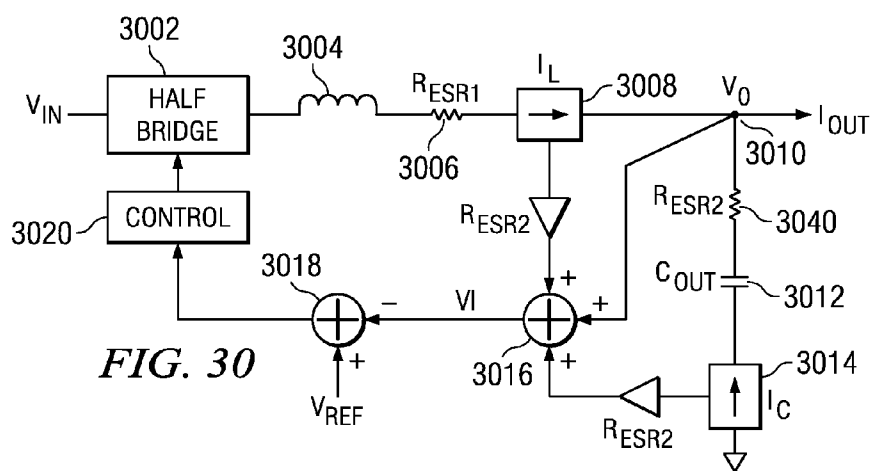 3002
3004
V_IN
HALF
BRIDGE
R_ESR1
3006
I_L
3008
V_O
I_OUT
3010
3020
CONTROL
R_ESR2
R_ESR2
3040
C_OUT
3012
3018
−
VI
+
+
+
3016
+
V_REF
3014
I_C
R_ESR2
FIG. 30